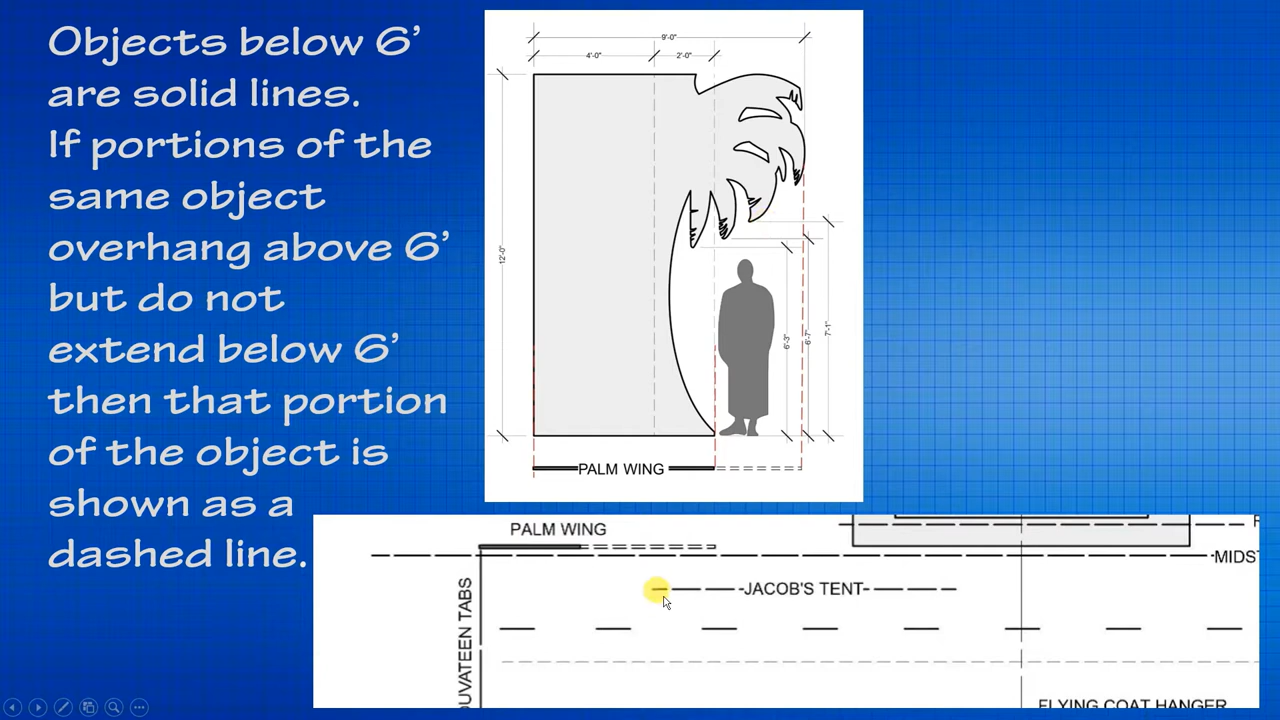 Objects below 6’
are solid lines.
If portions of the
same object
overhang above 6’
but do not
extend below 6’
then that portion
of the object is
shown as a
dashed line.
9'-0"
4'-0"
2'-0"
12'-0"
6'-3"
6'-7"
7'-1"
PALM WING
PALM WING
MIDS
JACOB'S TENT
DUVATEEN TABS
FLYING COAT HANGER